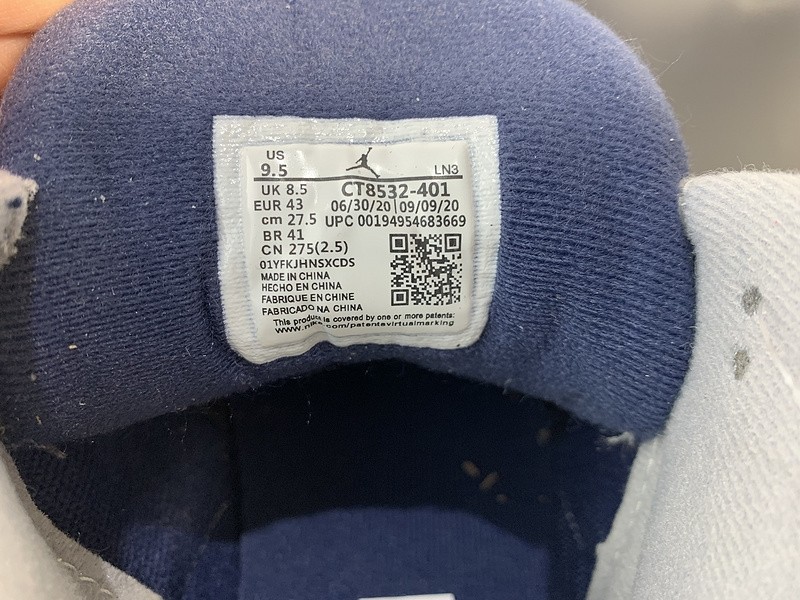 US
9.5
LN3
UK 8.5
CT8532-401
EUR 43
06/30/20 09/09/20
cm 27.5
UPC 00194954683669
BR 41
CN 275(2.5)
01YFKJHNSXCDS
MADE IN CHINA
HECHO EN CHINA
FABRIQUE EN CHINE
FABRICADO NA CHINA
This product is covered by one or more patents:
www.nike.com/patentsvirtualmarking